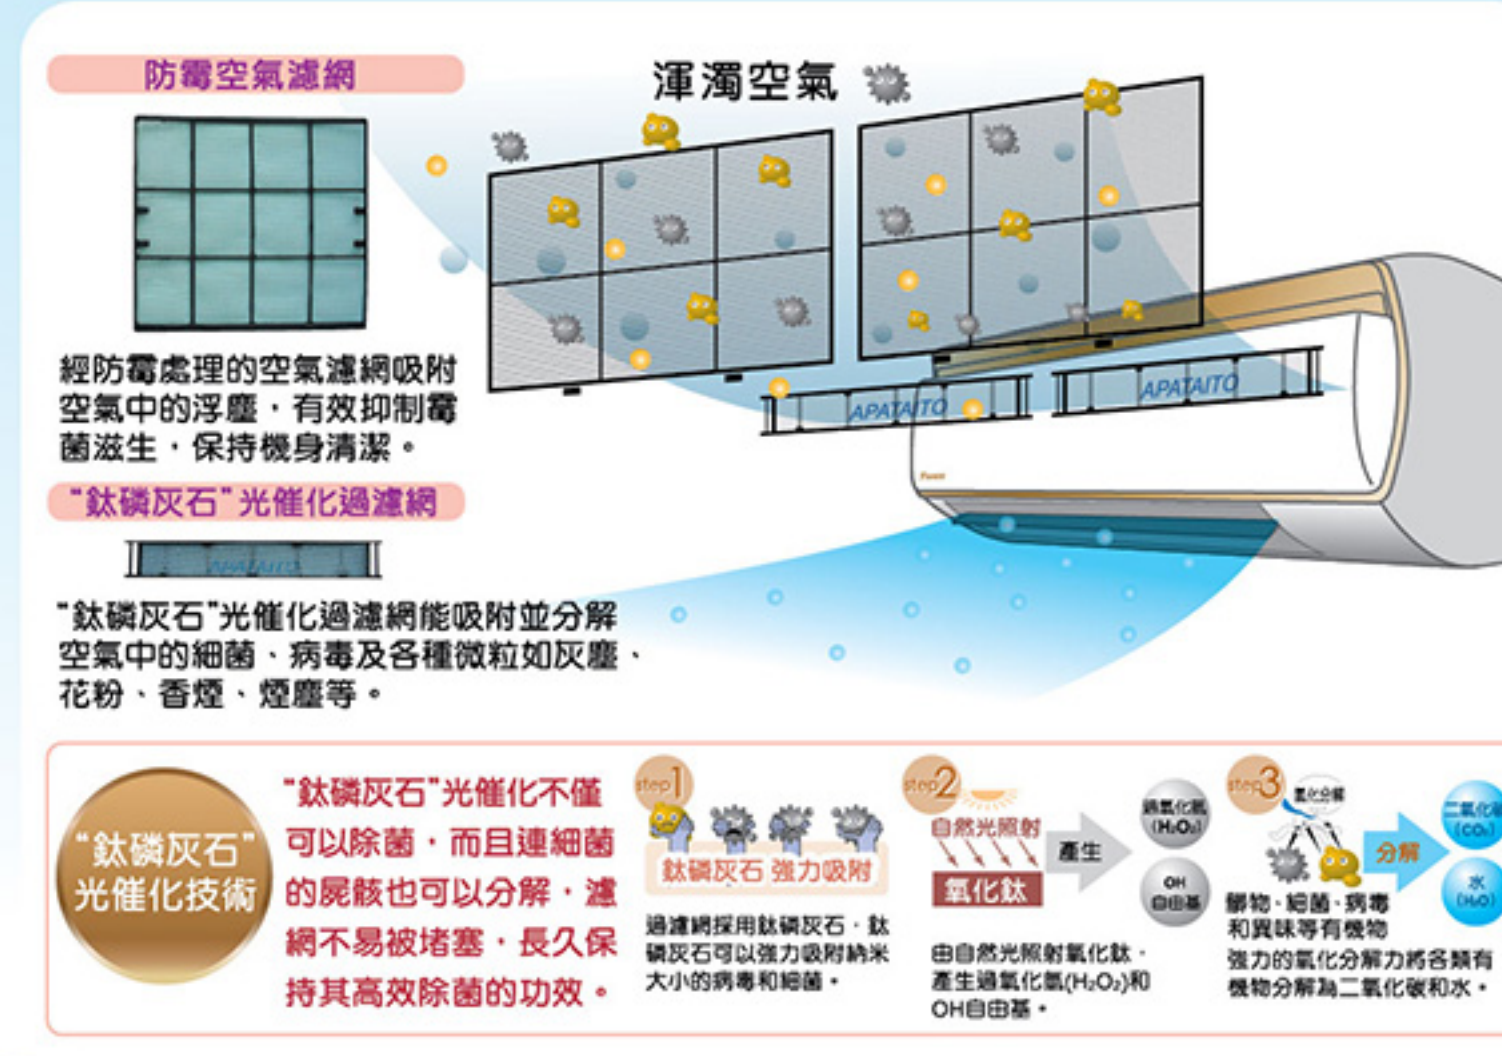 防霉空氣濾網
渾濁空氣
經防霉處理的空氣濾網吸附
空氣中的浮塵，有效抑制霉
菌滋生，保持機身清潔。
APATAITO
APATAITO
“鈦磷灰石”光催化過濾網
APATAITO
“鈦磷灰石”光催化過濾網能吸附並分解
空氣中的細菌、病毒及各種微粒如灰塵、
花粉、香煙、煙塵等。
“鈦磷灰石”
光催化技術
“鈦磷灰石”光催化不僅
可以除菌，而且連細菌
的屍骸也可以分解，濾
網不易被堵塞，長久保
持其高效除菌的功效。
step1
鈦磷灰石 強力吸附
過濾網採用鈦磷灰石，鈦
磷灰石可以強力吸附納米
大小的病毒和細菌。
step2
自然光照射
氧化鈦
產生
過氧化氫
(H₂O₂)
OH
自由基
由自然光照射氧化鈦，
產生過氧化氫(H₂O₂)和
OH自由基。
step3
氧化分解
分解
二氧化碳
(CO₂)
水
(H₂O)
髒物、細菌、病毒
和異味等有機物
強力的氧化分解力將各類有
機物分解為二氧化碳和水。